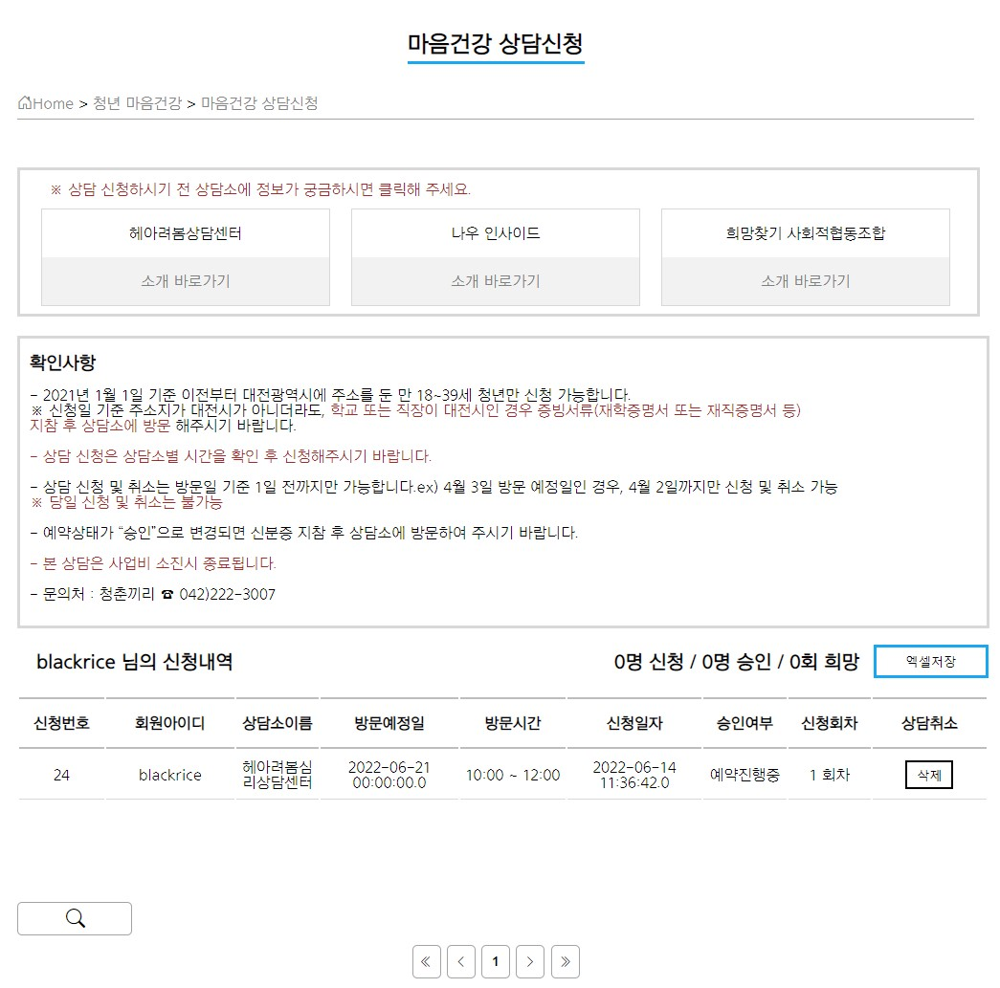 마음건강 상담신청
Home > 청년 마음건강 > 마음건강 상담신청
※ 상담 신청하시기 전 상담소에 정보가 궁금하시면 클릭해 주세요.
헤아려봄상담센터 나우 인사이드 희망찾기 사회적협동조합
소개 바로가기 소개 바로가기 소개 바로가기
확인사항
- 2021년 1월 1일 기준 이전부터 대전광역시에 주소를 둔 만 18~39세 청년만 신청 가능합니다.
※ 신청일 기준 주소지가 대전시가 아니더라도, 학교 또는 직장이 대전시인 경우 증빙서류(재학증명서 또는 재직증명서 등)
지참 후 상담소에 방문 해주시기 바랍니다.
- 상담 신청은 상담소별 시간을 확인 후 신청해주시기 바랍니다.
- 상담 신청 및 취소는 방문일 기준 1일 전까지만 가능합니다.ex) 4월 3일 방문 예정일인 경우, 4월 2일까지만 신청 및 취소 가능
※ 당일 신청 및 취소는 불가능
- 예약상태가 “승인”으로 변경되면 신분증 지참 후 상담소에 방문하여 주시기 바랍니다.
- 본 상담은 사업비 소진시 종료됩니다.
- 문의처 : 청춘끼리 ☎ 042)222-3007
blackrice 님의 신청내역 0명 신청 / 0명 승인 / 0회 희망 엑셀저장
신청번호 회원아이디 상담소이름 방문예정일 방문시간 신청일자 승인여부 신청회차 상담취소
24 blackrice 헤아려봄심 2022-06-21 10:00 ~ 12:00 2022-06-14 예약진행중 1 회차 삭제
리상담센터 00:00:00.0 11:36:42.0
« < 1 > »